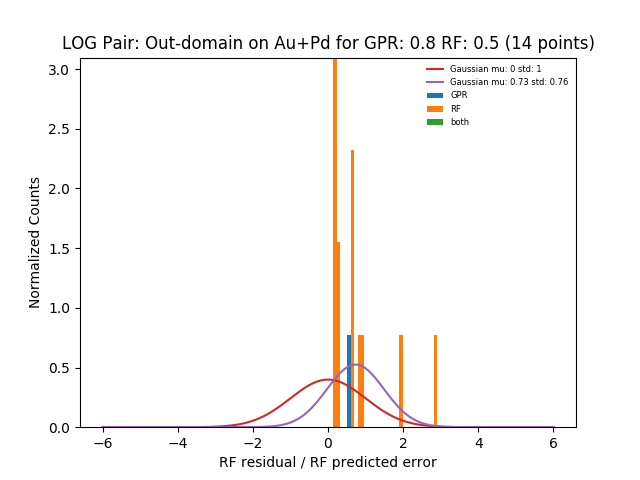 LOG Pair: Out-domain on Au+Pd for GPR: 0.8 RF: 0.5 (14 points)
Gaussian mu: 0 std: 1
Gaussian mu: 0.73 std: 0.76
GPR
RF
both
Normalized Counts
3.0
2.5
2.0
1.5
1.0
0.5
0.0
−6 −4 −2 0 2 4 6
RF residual / RF predicted error